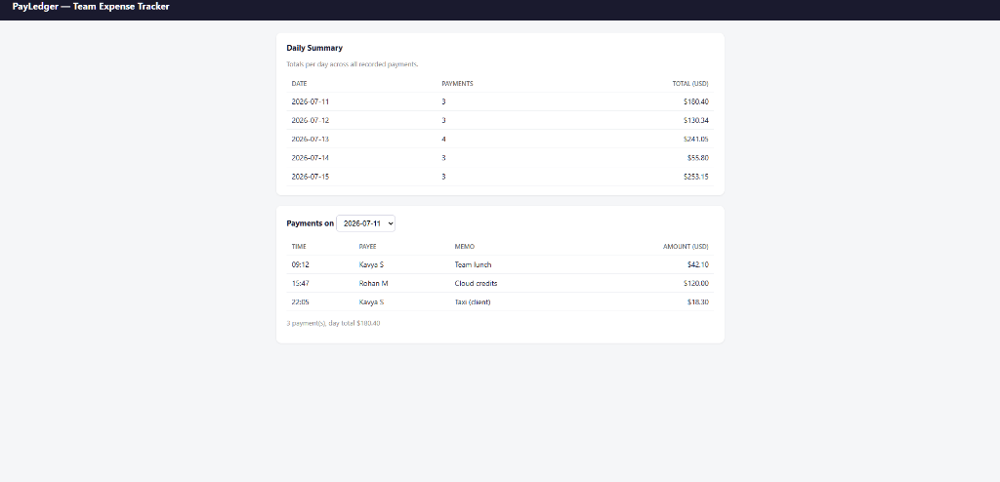 PayLedger — Team Expense Tracker
Daily Summary
Totals per day across all recorded payments.
DATE PAYMENTS TOTAL (USD)
2026-07-11 3 $180.40
2026-07-12 3 $130.34
2026-07-13 4 $241.05
2026-07-14 3 $55.80
2026-07-15 3 $253.15
Payments on 2026-07-11
TIME PAYEE MEMO AMOUNT (USD)
09:12 Kavya S Team lunch $42.10
15:47 Rohan M Cloud credits $120.00
22:05 Kavya S Taxi (client) $18.30
3 payment(s), day total $180.40